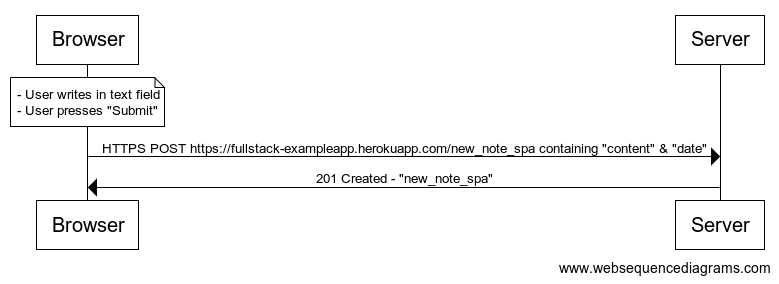 Browser
Server
- User writes in text field
- User presses "Submit"
HTTPS POST https://fullstack-exampleapp.herokuapp.com/new_note_spa containing "content" & "date"
201 Created - "new_note_spa"
Browser
Server
www.websequencediagrams.com